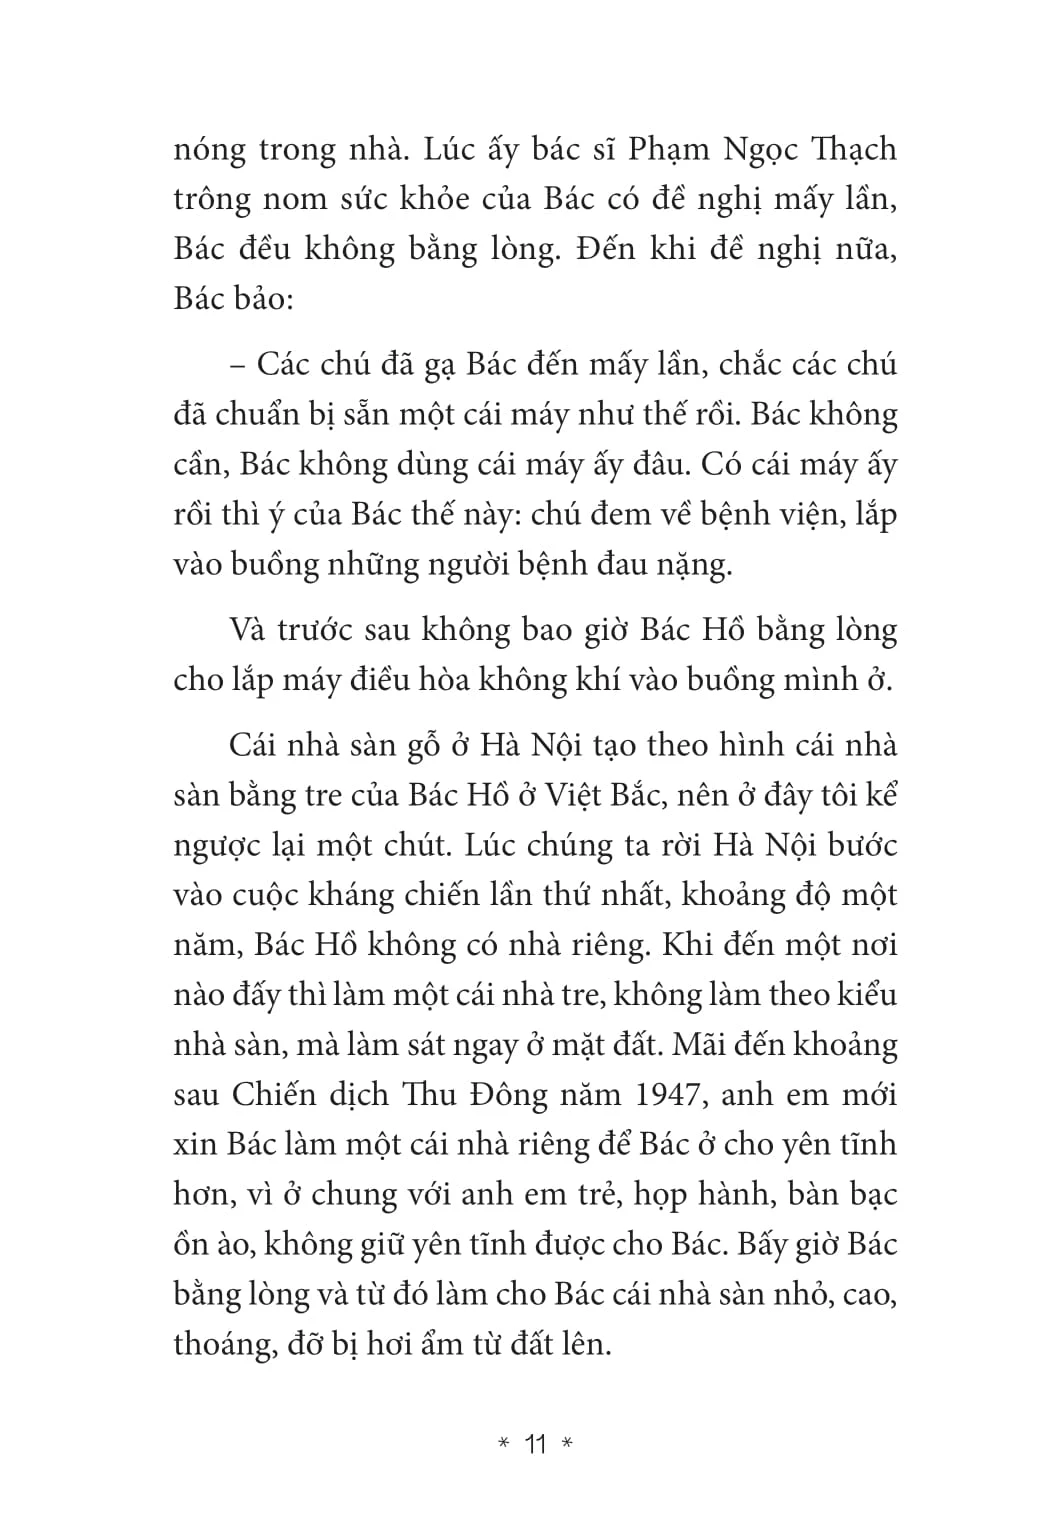 nóng trong nhà. Lúc ấy bác sĩ Phạm Ngọc Thạch
trông nom sức khỏe của Bác có đề nghị mấy lần,
Bác đều không bằng lòng. Đến khi đề nghị nữa,
Bác bảo:
– Các chú đã gạ Bác đến mấy lần, chắc các chú
đã chuẩn bị sẵn một cái máy như thế rồi. Bác không
cần, Bác không dùng cái máy ấy đâu. Có cái máy ấy
rồi thì ý của Bác thế này: chú đem về bệnh viện, lắp
vào buồng những người bệnh đau nặng.
Và trước sau không bao giờ Bác Hồ bằng lòng
cho lắp máy điều hòa không khí vào buồng mình ở.
Cái nhà sàn gỗ ở Hà Nội tạo theo hình cái nhà
sàn bằng tre của Bác Hồ ở Việt Bắc, nên ở đây tôi kể
ngược lại một chút. Lúc chúng ta rời Hà Nội bước
vào cuộc kháng chiến lần thứ nhất, khoảng độ một
năm, Bác Hồ không có nhà riêng. Khi đến một nơi
nào đấy thì làm một cái nhà tre, không làm theo kiểu
nhà sàn, mà làm sát ngay ở mặt đất. Mãi đến khoảng
sau Chiến dịch Thu Đông năm 1947, anh em mới
xin Bác làm một cái nhà riêng để Bác ở cho yên tĩnh
hơn, vì ở chung với anh em trẻ, họp hành, bàn bạc
ồn ào, không giữ yên tĩnh được cho Bác. Bấy giờ Bác
bằng lòng và từ đó làm cho Bác cái nhà sàn nhỏ, cao,
thoáng, đỡ bị hơi ẩm từ đất lên.
* 11 *